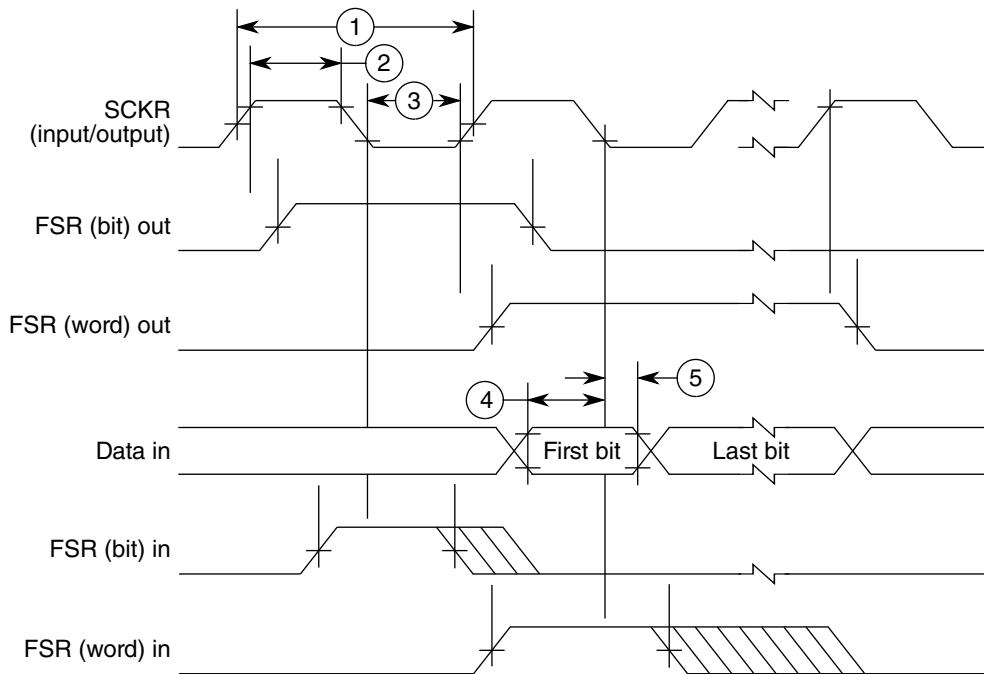 1
2
3
SCKR
(input/output)
FSR (bit) out
FSR (word) out
5
4
Data in
First bit
Last bit
FSR (bit) in
FSR (word) in